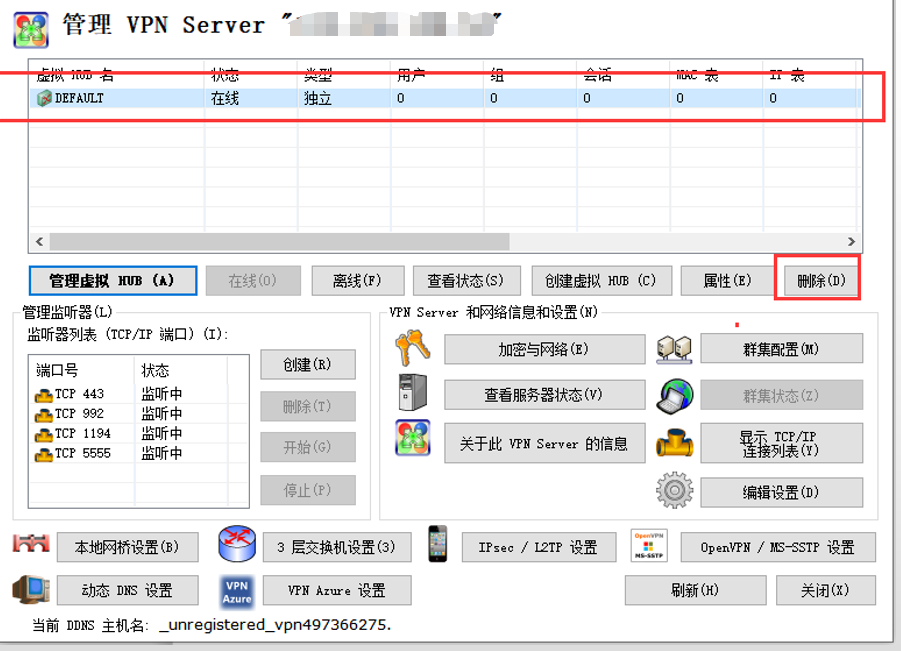 管理 VPN Server "
虚拟 HUB 名 状态 类型 用户 组 会话 MAC 表 IP 表
DEFAULT 在线 独立 0 0 0 0 0
管理虚拟 HUB (A) 在线(O) 离线(F) 查看状态(S) 创建虚拟 HUB (C) 属性(E) 删除(D)
管理监听器(L)
监听器列表 (TCP/IP 端口) (I):
端口号 状态
TCP 443 监听中
TCP 992 监听中
TCP 1194 监听中
TCP 5555 监听中
创建(R)
删除(T)
开始(G)
停止(P)
VPN Server 和网络信息和设置(N)
加密与网络(E) 群集配置(M)
查看服务器状态(V) 群集状态(Z)
关于此 VPN Server 的信息 显示 TCP/IP
连接列表(Y)
编辑设置(D)
本地网桥设置(B) 3 层交换机设置(3) IPsec / L2TP 设置 OpenVPN
MS-SSTP OpenVPN / MS-SSTP 设置
动态 DNS 设置 VPN
Azure VPN Azure 设置 刷新(H) 关闭(X)
当前 DDNS 主机名: _unregistered_vpn497366275.